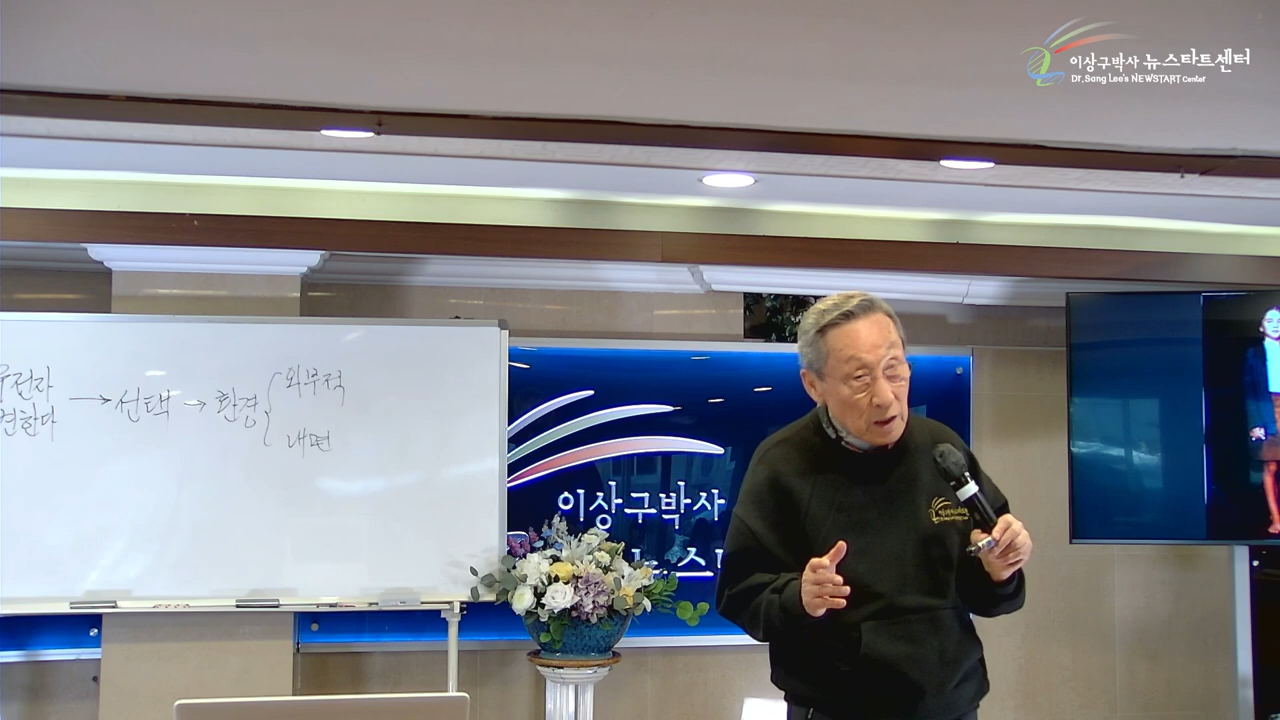 이상구박사 뉴스타트센터
Dr. Sang Lee's NEWSTART Center
전자
변한다
→ 선택 → 환경
외부적
내면
이상구박사